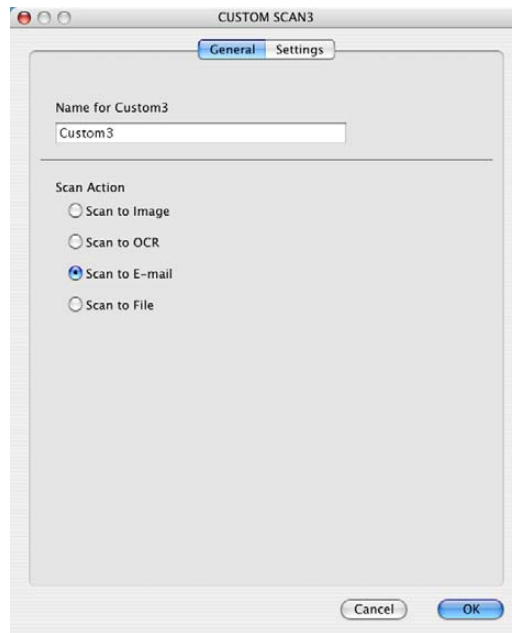 CUSTOM SCAN3
General Settings
Name for Custom3
Custom3
Scan Action
Scan to Image
Scan to OCR
Scan to E-mail
Scan to File
Cancel OK